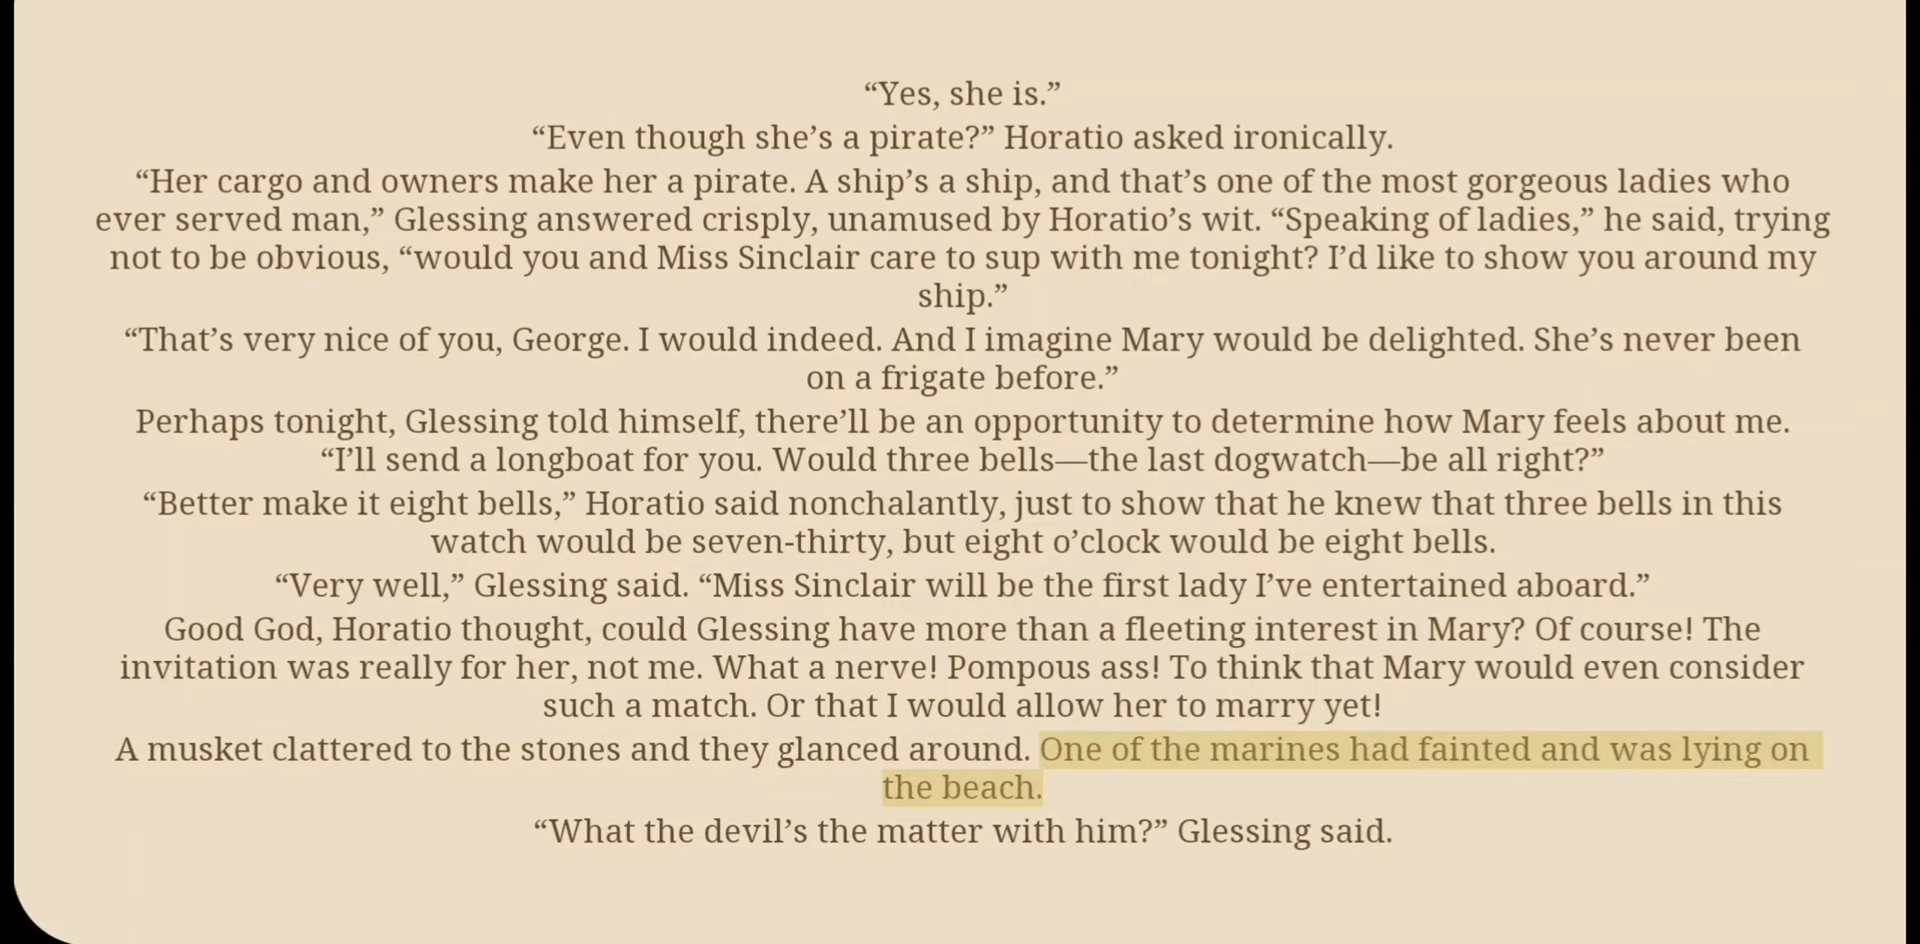 “Yes, she is.”
“Even though she’s a pirate?” Horatio asked ironically.
“Her cargo and owners make her a pirate. A ship’s a ship, and that’s one of the most gorgeous ladies who
ever served man,” Glessing answered crisply, unamused by Horatio’s wit. “Speaking of ladies,” he said, trying
not to be obvious, “would you and Miss Sinclair care to sup with me tonight? I’d like to show you around my
ship.”
“That’s very nice of you, George. I would indeed. And I imagine Mary would be delighted. She’s never been
on a frigate before.”
Perhaps tonight, Glessing told himself, there’ll be an opportunity to determine how Mary feels about me.
“I’ll send a longboat for you. Would three bells—the last dogwatch—be all right?”
“Better make it eight bells,” Horatio said nonchalantly, just to show that he knew that three bells in this
watch would be seven-thirty, but eight o’clock would be eight bells.
“Very well,” Glessing said. “Miss Sinclair will be the first lady I’ve entertained aboard.”
Good God, Horatio thought, could Glessing have more than a fleeting interest in Mary? Of course! The
invitation was really for her, not me. What a nerve! Pompous ass! To think that Mary would even consider
such a match. Or that I would allow her to marry yet!
A musket clattered to the stones and they glanced around. One of the marines had fainted and was lying on
the beach.
“What the devil’s the matter with him?” Glessing said.